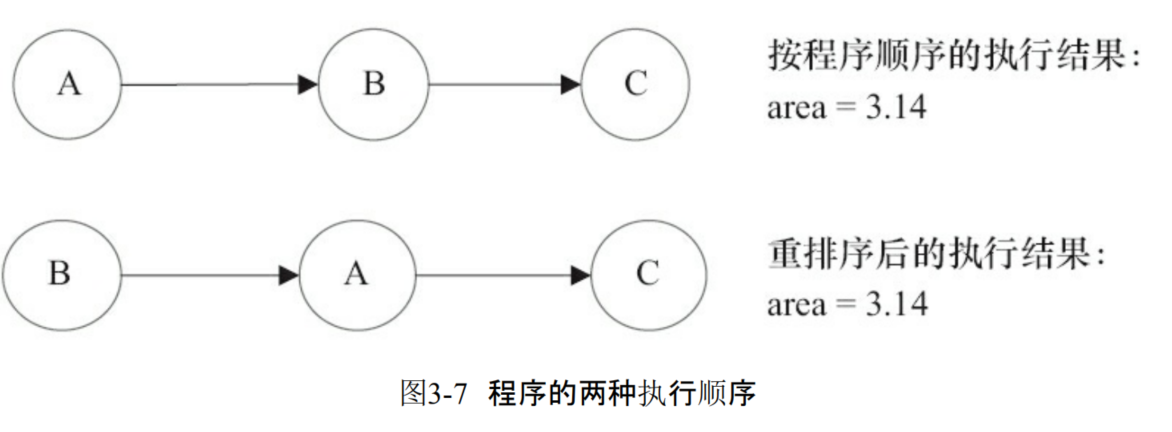 A B C
按程序顺序的执行结果：
area = 3.14
B A C
重排序后的执行结果：
area = 3.14
图3-7 程序的两种执行顺序